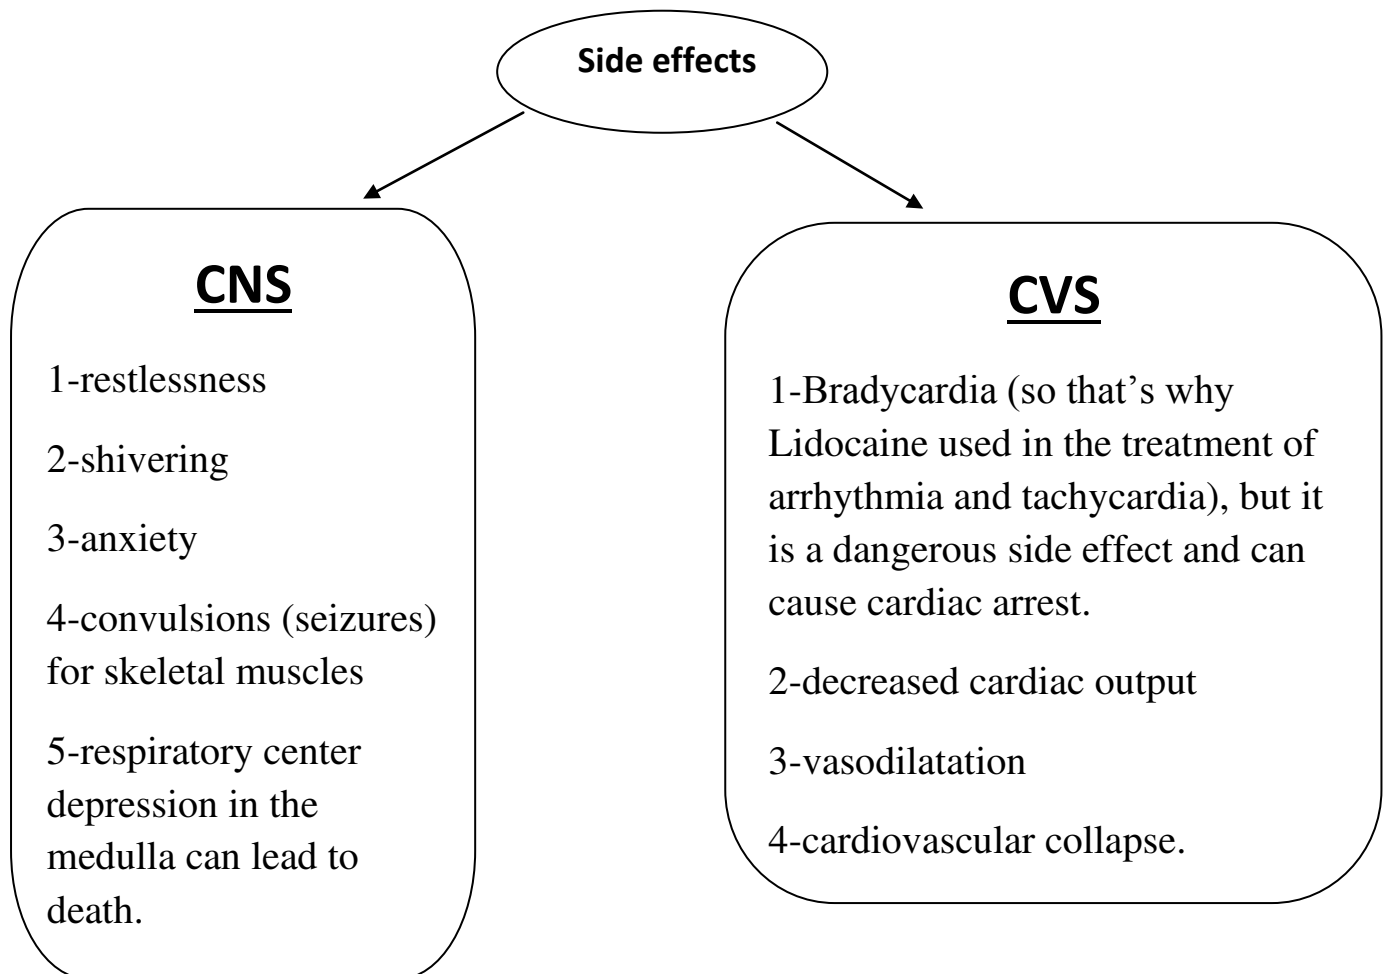 Side effects
CNS
1-restlessness
2-shivering
3-anxiety
4-convulsions (seizures)
for skeletal muscles
5-respiratory center
depression in the
medulla can lead to
death.
CVS
1-Bradycardia (so that’s why
Lidocaine used in the treatment of
arrhythmia and tachycardia), but it
is a dangerous side effect and can
cause cardiac arrest.
2-decreased cardiac output
3-vasodilatation
4-cardiovascular collapse.